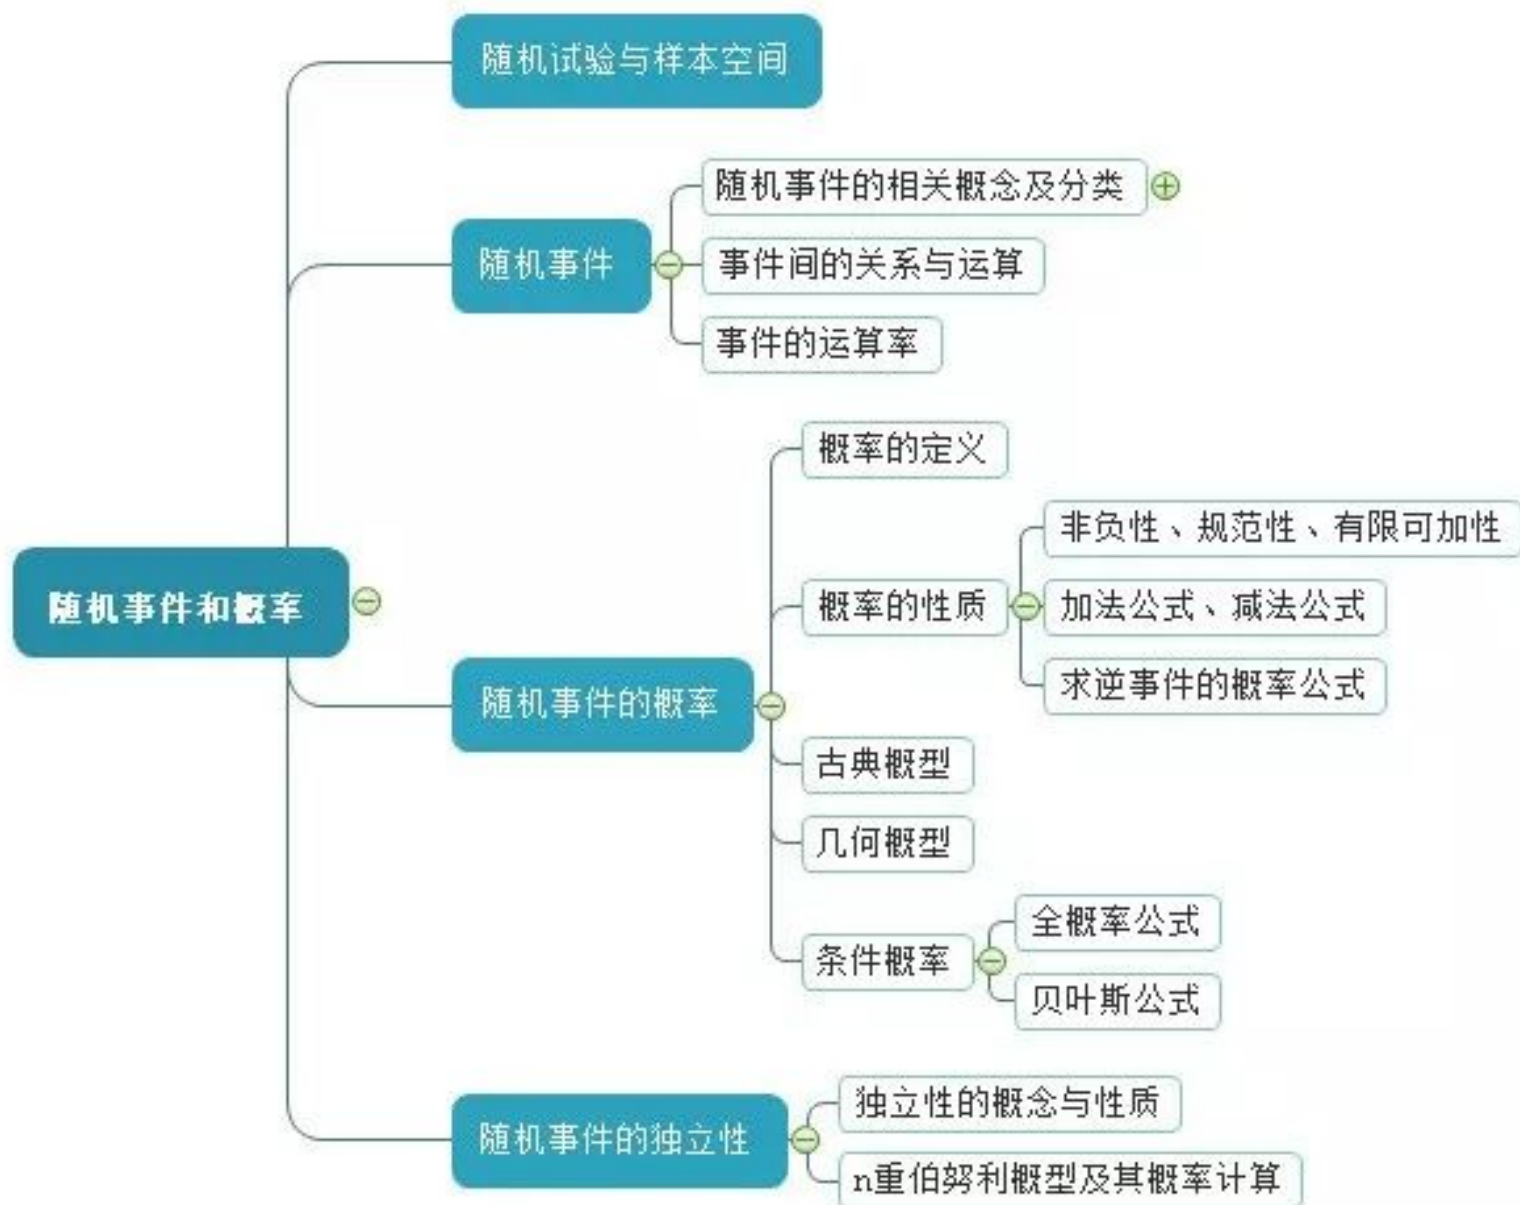 随机试验与样本空间
随机事件的相关概念及分类
随机事件
事件间的关系与运算
事件的运算率
概率的定义
非负性、规范性、有限可加性
随机事件和概率
概率的性质
加法公式、减法公式
求逆事件的概率公式
随机事件的概率
古典概型
几何概型
全概率公式
条件概率
贝叶斯公式
独立性的概念与性质
随机事件的独立性
n重伯努利概型及其概率计算